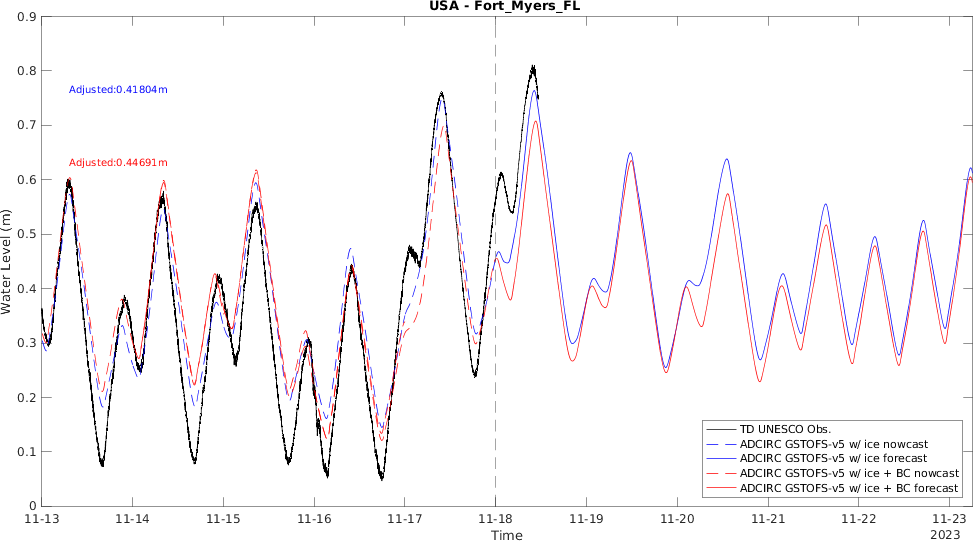 USA - Fort_Myers_FL
0.9
0.8
0.7
0.6
0.5
0.4
0.3
0.2
0.1
0
Water Level (m)
Adjusted:0.41804m
Adjusted:0.44691m
TD UNESCO Obs.
ADCIRC GSTOFS-v5 w/ ice nowcast
ADCIRC GSTOFS-v5 w/ ice forecast
ADCIRC GSTOFS-v5 w/ ice + BC nowcast
ADCIRC GSTOFS-v5 w/ ice + BC forecast
11-13 11-14 11-15 11-16 11-17 11-18 11-19 11-20 11-21 11-22 11-23
2023
Time